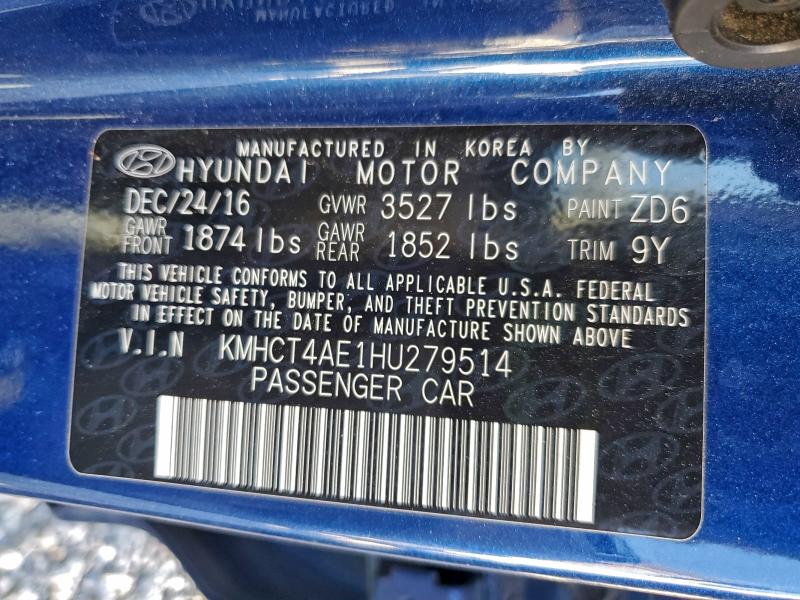 MANUFACTURED IN KOREA BY
HYUNDAI MOTOR COMPANY
DEC/24/16 GVWR 3527 lbs PAINT ZD6
GAWR FRONT 1874 lbs GAWR REAR 1852 lbs TRIM 9Y
THIS VEHICLE CONFORMS TO ALL APPLICABLE U.S.A. FEDERAL
MOTOR VEHICLE SAFETY, BUMPER, AND THEFT PREVENTION STANDARDS
IN EFFECT ON THE DATE OF MANUFACTURE SHOWN ABOVE
V.I.N KMHCT4AE1HU279514
PASSENGER CAR